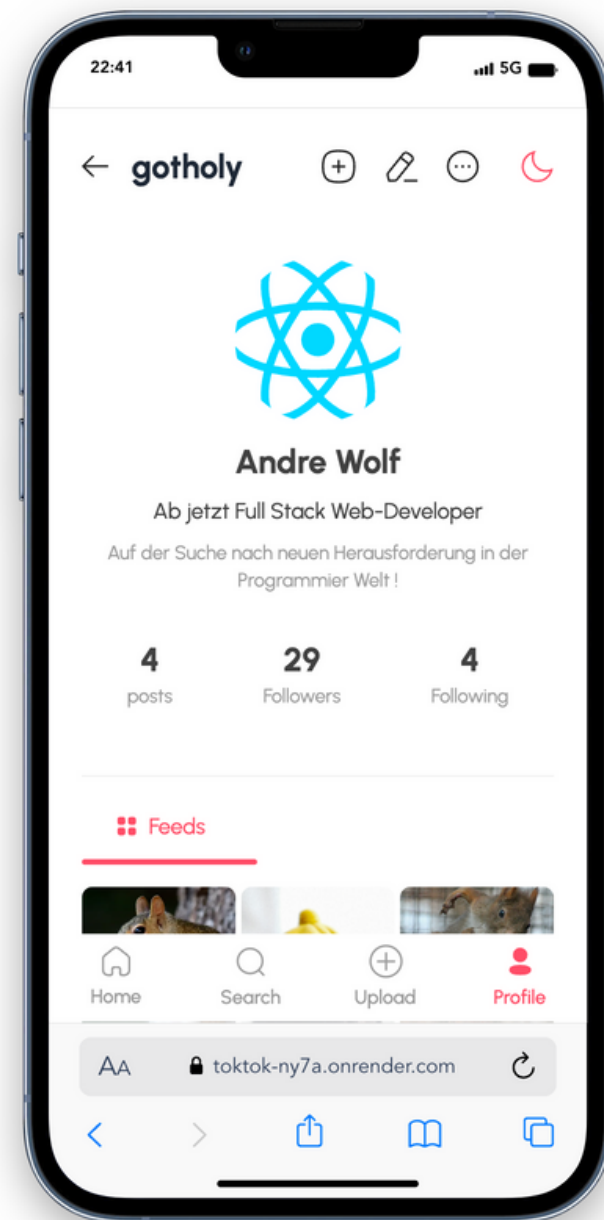 22:41
5G
gotholy
Andre Wolf
Ab jetzt Full Stack Web-Developer
Auf der Suche nach neuen Herausforderung in der
Programmier Welt !
4 29 4
posts Followers Following
Feeds
Home Search Upload Profile
AA toktok-ny7a.onrender.com